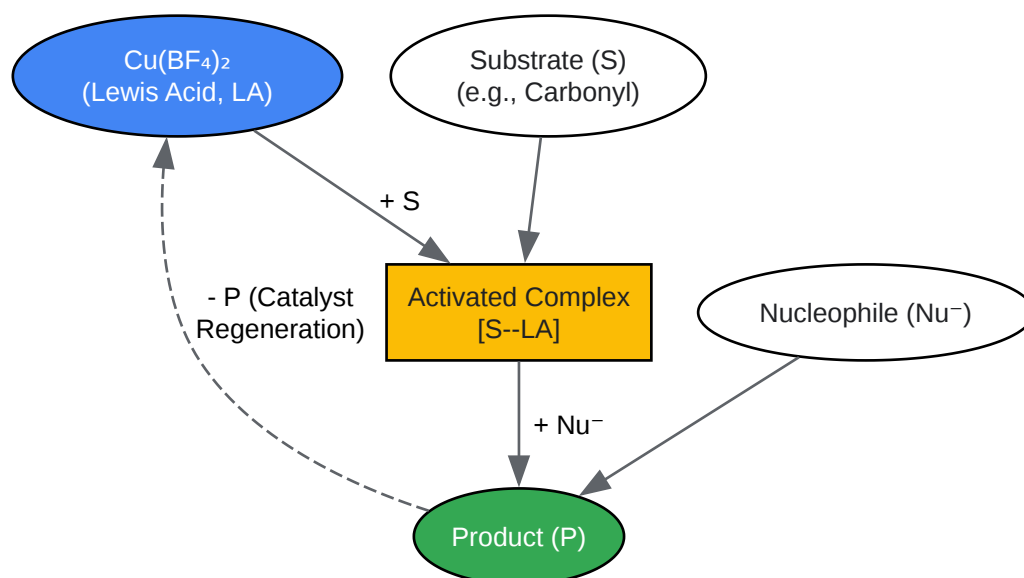 Cu(BF₄)₂
(Lewis Acid, LA)
Substrate (S)
(e.g., Carbonyl)
+ S
- P (Catalyst
Regeneration)
Activated Complex
[S--LA]
Nucleophile (Nu⁻)
+ Nu⁻
Product (P)